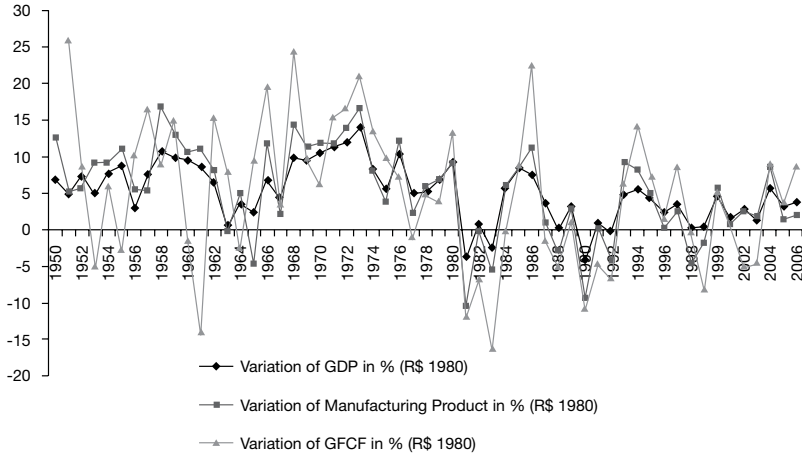 30
25
20
15
10
5
0
-5
-10
-15
-20
1950 1952 1954 1956 1958 1960 1962 1964 1966 1968 1970 1972 1974 1976 1978 1980 1982 1984 1986 1988 1990 1992 1994 1996 1998 1999 2002 2004 2006
Variation of GDP in % (R$ 1980)
Variation of Manufacturing Product in % (R$ 1980)
Variation of GFCF in % (R$ 1980)